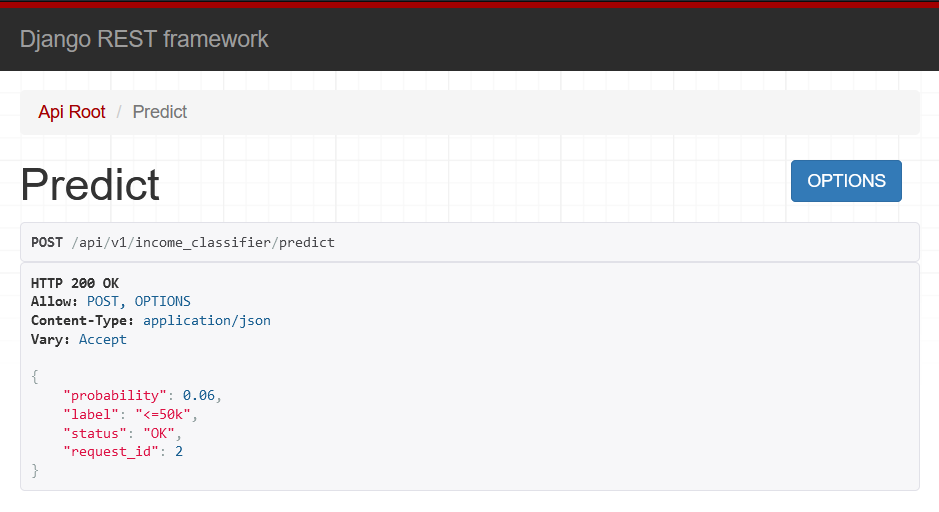 Django REST framework
Api Root / Predict
Predict
OPTIONS
POST /api/v1/income_classifier/predict
HTTP 200 OK
Allow: POST, OPTIONS
Content-Type: application/json
Vary: Accept
{
    "probability": 0.06,
    "label": "<=50k",
    "status": "OK",
    "request_id": 2
}